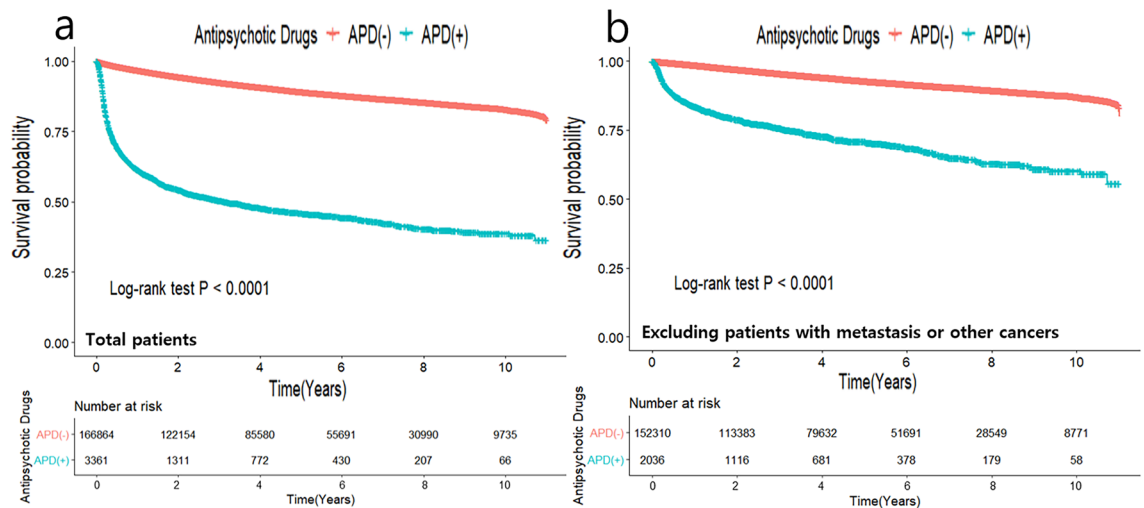 a
Antipsychotic Drugs APD(-) APD(+)
Survival probability
1.00
0.75
0.50
0.25
0.00
Log-rank test P < 0.0001
Total patients
0 2 4 6 8 10
Time(Years)
Antipsychotic Drugs
Number at risk
APD(-) 166864 122154 85580 55691 30990 9735
APD(+) 3361 1311 772 430 207 66
0 2 4 6 8 10
Time(Years)
b
Antipsychotic Drugs APD(-) APD(+)
Survival probability
1.00
0.75
0.50
0.25
0.00
Log-rank test P < 0.0001
Excluding patients with metastasis or other cancers
0 2 4 6 8 10
Time(Years)
Antipsychotic Drugs
Number at risk
APD(-) 152310 113383 79632 51691 28549 8771
APD(+) 2036 1116 681 378 179 58
0 2 4 6 8 10
Time(Years)